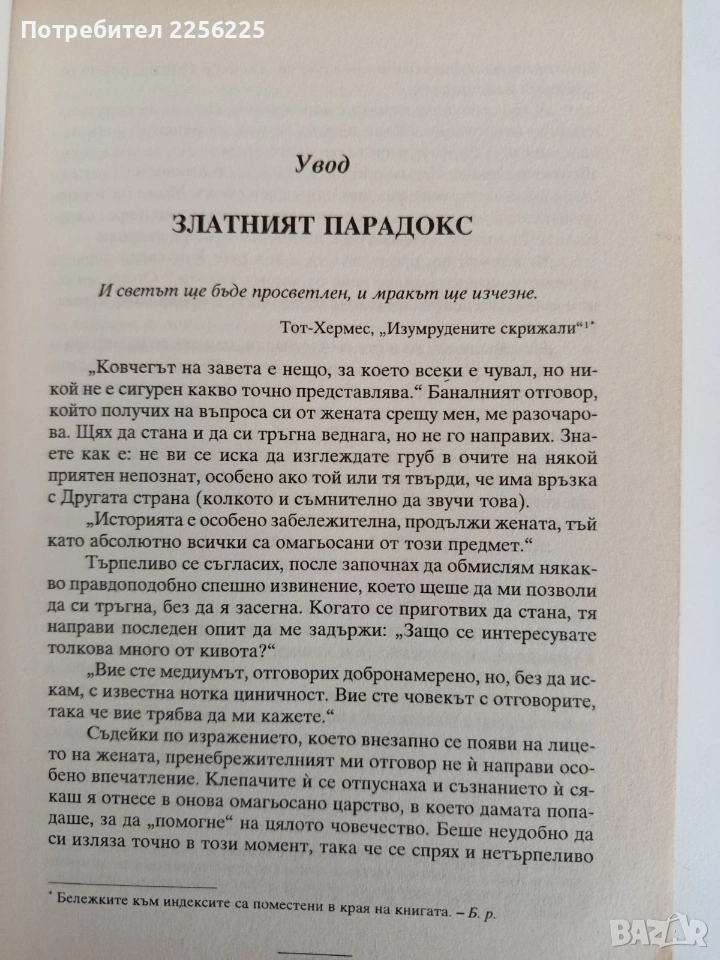 Потребител 2256225
Увод
ЗЛАТНИЯТ ПАРАДОКС
И светът ще бъде просветлен, и мракът ще изчезне.
Тот-Хермес, „Изумрудените скрижали“¹*
„Ковчегът на завета е нещо, за което всеки е чувал, но ни-
кой не е сигурен какво точно представлява.“ Баналният отговор,
който получих на въпроса си от жената срещу мен, ме разочаро-
ва. Щях да стана и да си тръгна веднага, но не го направих. Зна-
ете как е: не ви се иска да изглеждате груб в очите на някой
приятен непознат, особено ако той или тя твърди, че има връзка
с Другата страна (колкото и съмнително да звучи това).
„Историята е особено забележителна, продължи жената, тъй
като абсолютно всички са омагьосани от този предмет.“
Търпеливо се съгласих, после започнах да обмислям някак-
во правдоподобно спешно извинение, което щеше да ми позволи
да си тръгна, без да я засегна. Когато се приготвих да стана, тя
направи последен опит да ме задържи: „Защо се интересувате
толкова много от кивота?“
„Вие сте медиумът, отговорих добронамерено, но, без да ис-
кам, с известна нотка циничност. Вие сте човекът с отговорите,
така че вие трябва да ми кажете.“
Съдейки по изражението, което внезапно се появи на лице-
то на жената, пренебрежителният ми отговор не ѝ направи осо-
бено впечатление. Клепачите ѝ се отпуснаха и съзнанието ѝ ся-
каш я отнесе в онова омагьосано царство, в което дамата попа-
даше, за да „помогне“ на цялото човечество. Беше неудобно да
си изляза точно в този момент, така че се спрях и нетърпеливо
* Бележките към индексите са поместени в края на книгата. – Б. р.
BAZAR